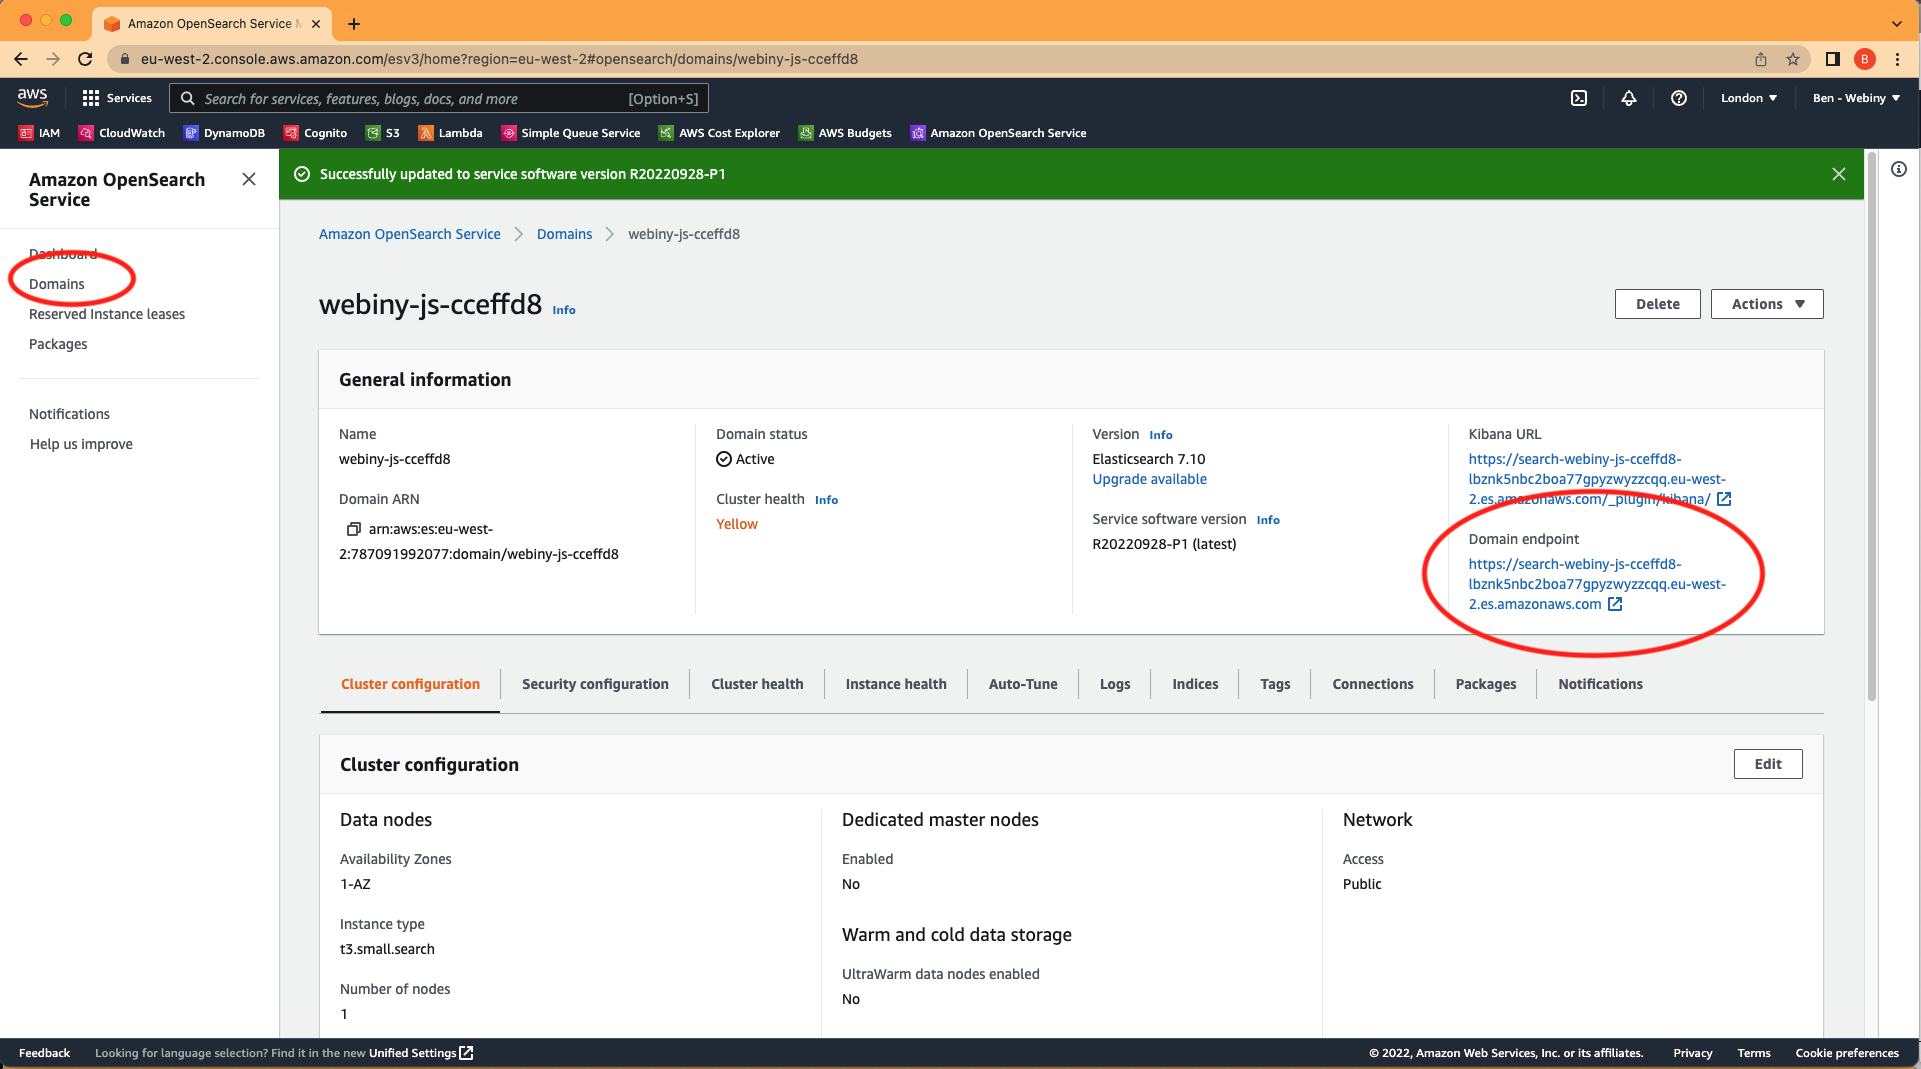 Amazon OpenSearch Service M
eu-west-2.console.aws.amazon.com/esv3/home?region=eu-west-2#opensearch/domains/webiny-js-cceffd8
B
aws
Services
Search for services, features, blogs, docs, and more
[Option+S]
London
Ben - Webiny
IAM
CloudWatch
DynamoDB
Cognito
S3
Lambda
Simple Queue Service
AWS Cost Explorer
AWS Budgets
Amazon OpenSearch Service
Amazon OpenSearch
Service
Dashboard
Domains
Reserved Instance leases
Packages
Notifications
Help us improve
Successfully updated to service software version R20220928-P1
Amazon OpenSearch Service
Domains
webiny-js-cceffd8
webiny-js-cceffd8
Info
Delete
Actions
General information
Name
webiny-js-cceffd8
Domain ARN
arn:aws:es:eu-west-
2:787091992077:domain/webiny-js-cceffd8
Domain status
Active
Cluster health Info
Yellow
Version Info
Elasticsearch 7.10
Upgrade available
Service software version Info
R20220928-P1 (latest)
Kibana URL
https://search-webiny-js-cceffd8-
lbznk5nbc2boa77gpyzwyzzcqq.eu-west-
2.es.amazonaws.com/_plugin/kibana/
Domain endpoint
https://search-webiny-js-cceffd8-
lbznk5nbc2boa77gpyzwyzzcqq.eu-west-
2.es.amazonaws.com
Cluster configuration
Security configuration
Cluster health
Instance health
Auto-Tune
Logs
Indices
Tags
Connections
Packages
Notifications
Cluster configuration
Edit
Data nodes
Availability Zones
1-AZ
Instance type
t3.small.search
Number of nodes
1
Dedicated master nodes
Enabled
No
Warm and cold data storage
UltraWarm data nodes enabled
No
Network
Access
Public
Feedback
Looking for language selection? Find it in the new Unified Settings
© 2022, Amazon Web Services, Inc. or its affiliates.
Privacy
Terms
Cookie preferences